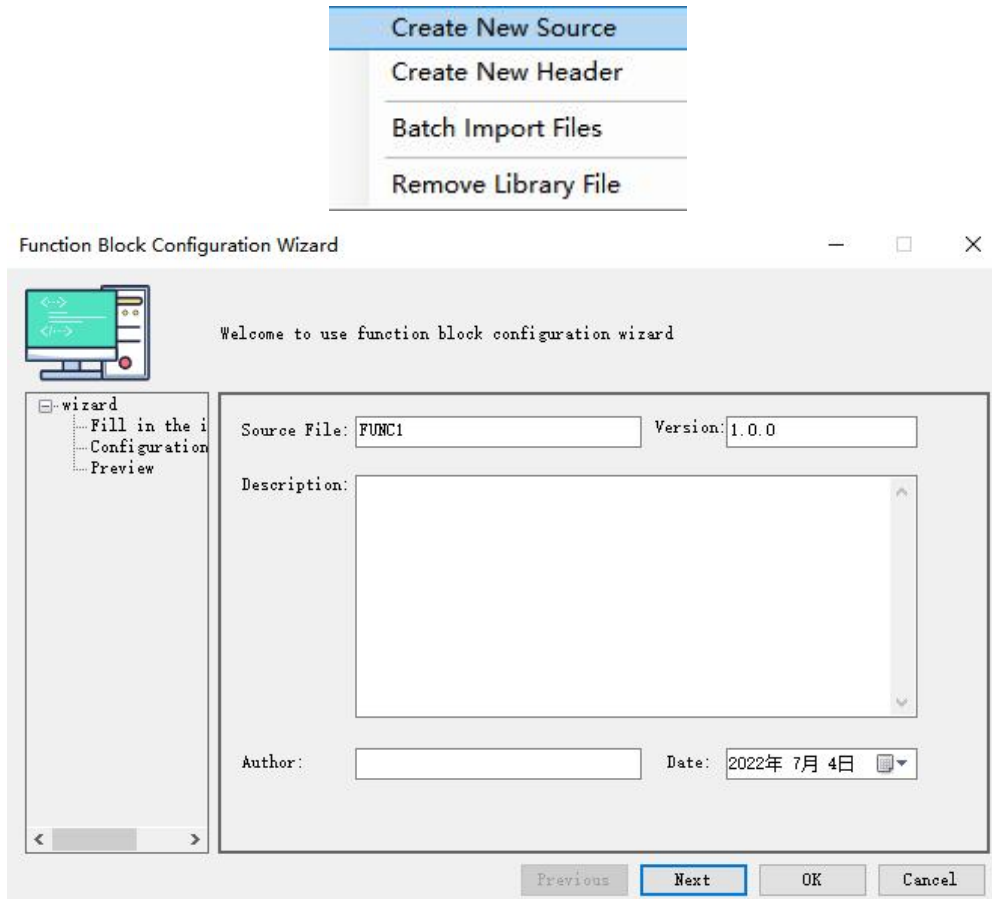 Create New Source
Create New Header
Batch Import Files
Remove Library File
Function Block Configuration Wizard
<--->
</--->
Welcome to use function block configuration wizard
wizard
Fill in the i
Configuration
Preview
Source File: FUNC1 Version: 1.0.0
Description:
Author: Date: 2022年 7月 4日
Previous Next OK Cancel